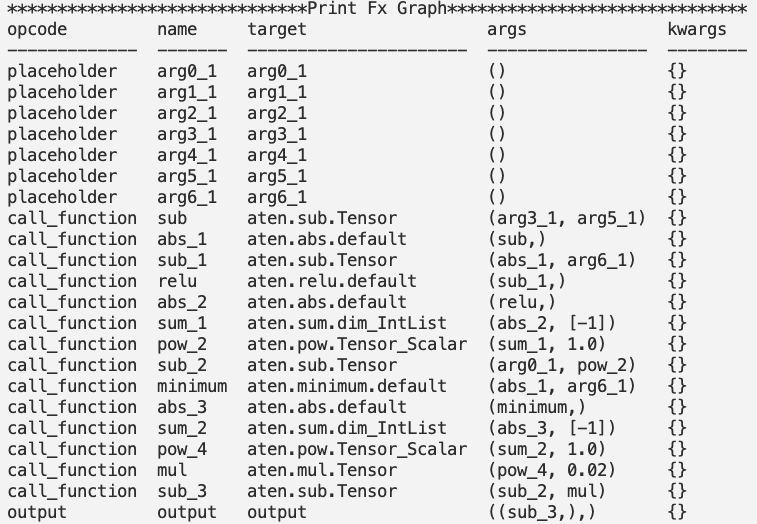 ******************************Print Fx Graph******************************
opcode         name     target                  args              kwargs
-------------  -------  ----------------------  ----------------  --------
placeholder    arg0_1   arg0_1                  ()                {}
placeholder    arg1_1   arg1_1                  ()                {}
placeholder    arg2_1   arg2_1                  ()                {}
placeholder    arg3_1   arg3_1                  ()                {}
placeholder    arg4_1   arg4_1                  ()                {}
placeholder    arg5_1   arg5_1                  ()                {}
placeholder    arg6_1   arg6_1                  ()                {}
call_function  sub      aten.sub.Tensor         (arg3_1, arg5_1)  {}
call_function  abs_1    aten.abs.default        (sub,)            {}
call_function  sub_1    aten.sub.Tensor         (abs_1, arg6_1)   {}
call_function  relu     aten.relu.default       (sub_1,)          {}
call_function  abs_2    aten.abs.default        (relu,)           {}
call_function  sum_1    aten.sum.dim_IntList    (abs_2, [-1])     {}
call_function  pow_2    aten.pow.Tensor_Scalar  (sum_1, 1.0)      {}
call_function  sub_2    aten.sub.Tensor         (arg0_1, pow_2)   {}
call_function  minimum  aten.minimum.default    (abs_1, arg6_1)   {}
call_function  abs_3    aten.abs.default        (minimum,)        {}
call_function  sum_2    aten.sum.dim_IntList    (abs_3, [-1])     {}
call_function  pow_4    aten.pow.Tensor_Scalar  (sum_2, 1.0)      {}
call_function  mul      aten.mul.Tensor         (pow_4, 0.02)     {}
call_function  sub_3    aten.sub.Tensor         (sub_2, mul)      {}
output         output   output                  ((sub_3,),)       {}